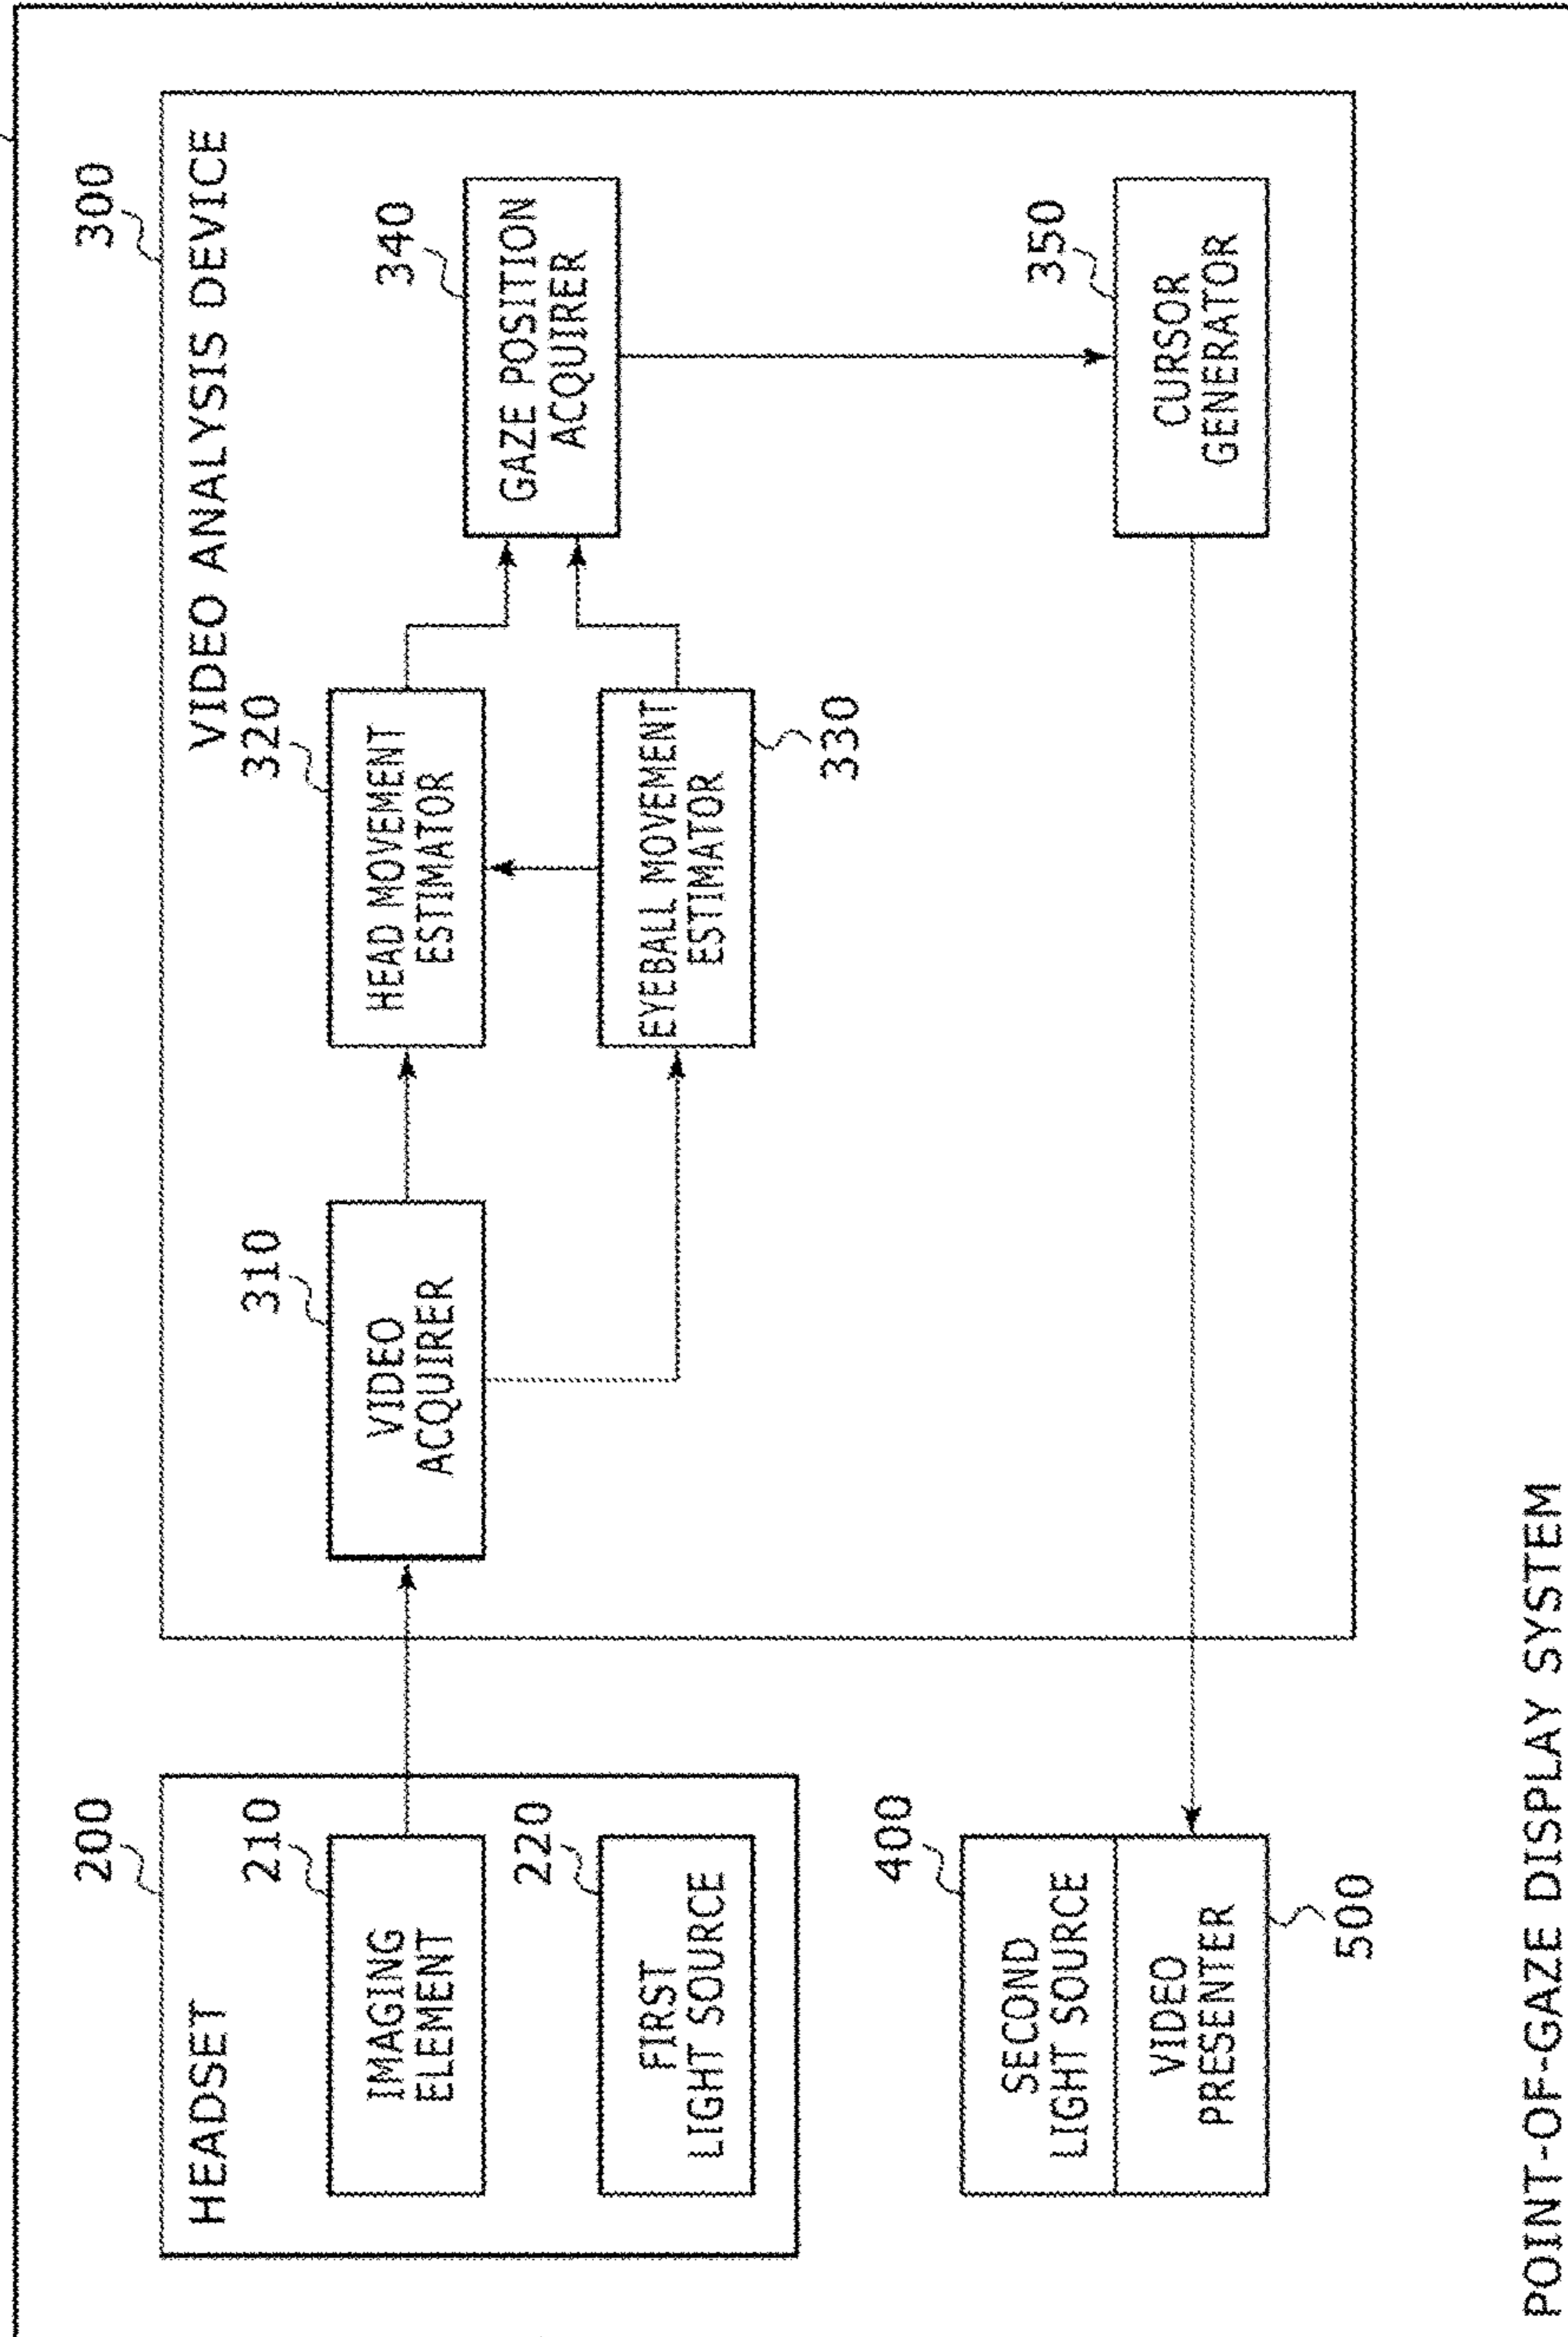 300
VIDEO ANALYSIS DEVICE
200
HEADSET
210
IMAGING
ELEMENT
220
FIRST
LIGHT SOURCE
310
VIDEO
ACQUIRER
320
HEAD MOVEMENT
ESTIMATOR
EYEBALL MOVEMENT
ESTIMATOR
330
340
GAZE POSITION
ACQUIRER
350
CURSOR
GENERATOR
400
SECOND
LIGHT SOURCE
VIDEO
PRESENTER
500
POINT-OF-GAZE DISPLAY SYSTEM